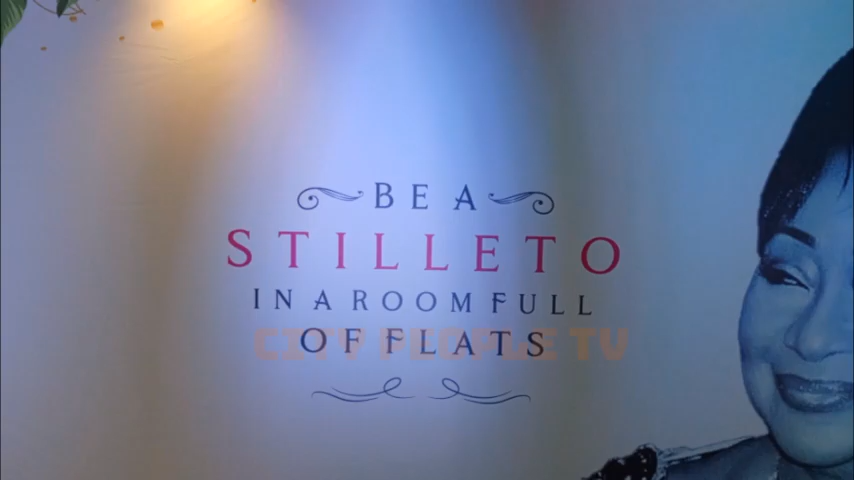 BE A
STILLETO
IN A ROOM FULL
OF FLATS
CITY PEOPLE TV